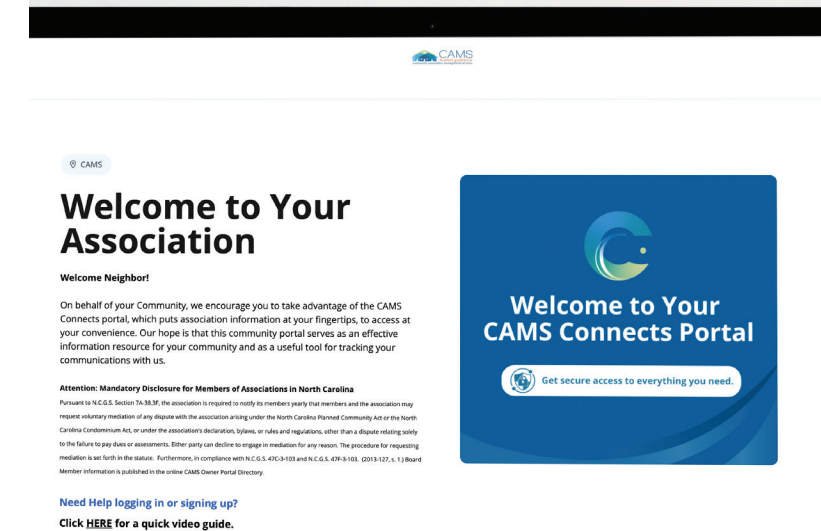 CAMS
CAMS
Welcome to Your
Association
Welcome Neighbor!
On behalf of your Community, we encourage you to take advantage of the CAMS
Connects portal, which puts association information at your fingertips, to access at
your convenience. Our hope is that this community portal serves as an effective
information resource for your community and as a useful tool for tracking your
communications with us.
Attention: Mandatory Disclosure for Members of Associations in North Carolina
Pursuant to N.C.G.S. Section 7A-38.3F, the association is required to notify its members yearly that members and the association may
request voluntary mediation of any dispute with the association arising under the North Carolina Planned Community Act or the North
Carolina Condominium Act, or under the association's declaration, bylaws, or rules and regulations, other than a dispute relating solely
to the failure to pay dues or assessments. Either party can decline to engage in mediation for any reason. The procedure for requesting
mediation is set forth in the statute. Furthermore, in compliance with N.C.G.S. 47C-3-103 and N.C.G.S. 47F-3-103. (2013-127, s. 1.) Board
Member information is published in the online CAMS Owner Portal Directory.
Need Help logging in or signing up?
Click HERE for a quick video guide.
Welcome to Your
CAMS Connects Portal
Get secure access to everything you need.